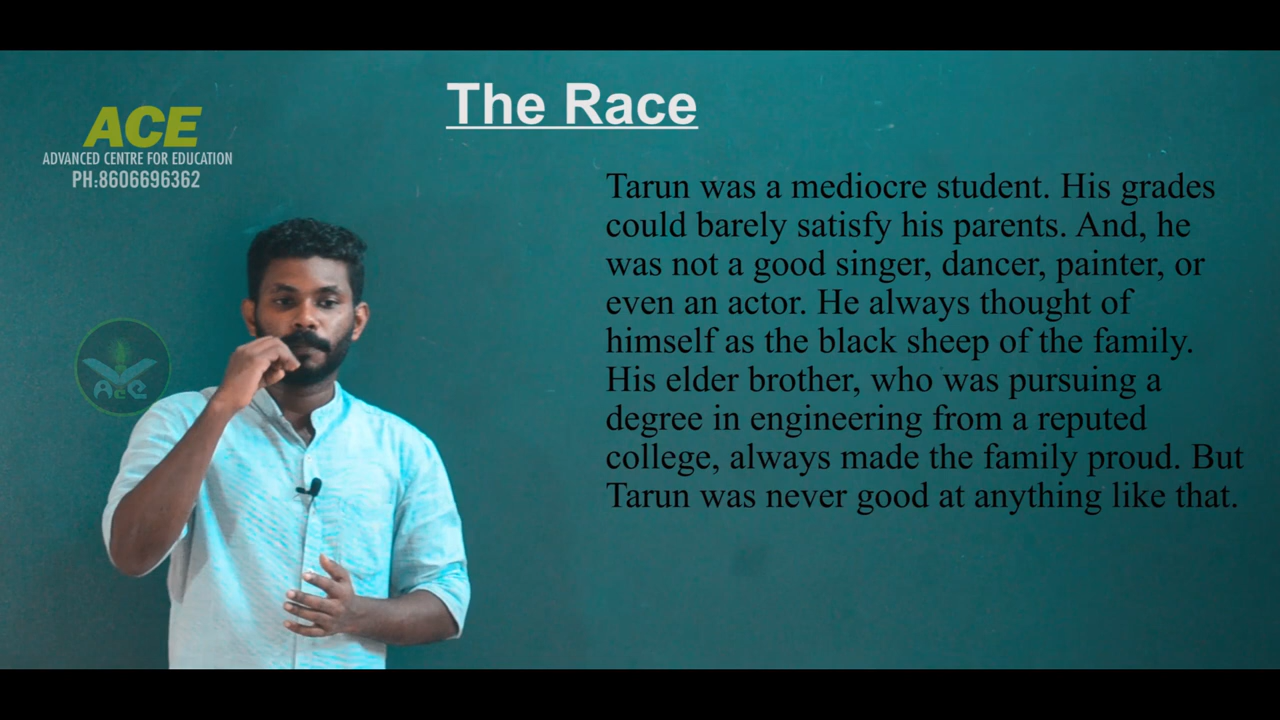 The Race
ACE
ADVANCED CENTRE FOR EDUCATION
PH:8606696362
Tarun was a mediocre student. His grades
could barely satisfy his parents. And, he
was not a good singer, dancer, painter, or
even an actor. He always thought of
himself as the black sheep of the family.
His elder brother, who was pursuing a
degree in engineering from a reputed
college, always made the family proud. But
Tarun was never good at anything like that.
AcE